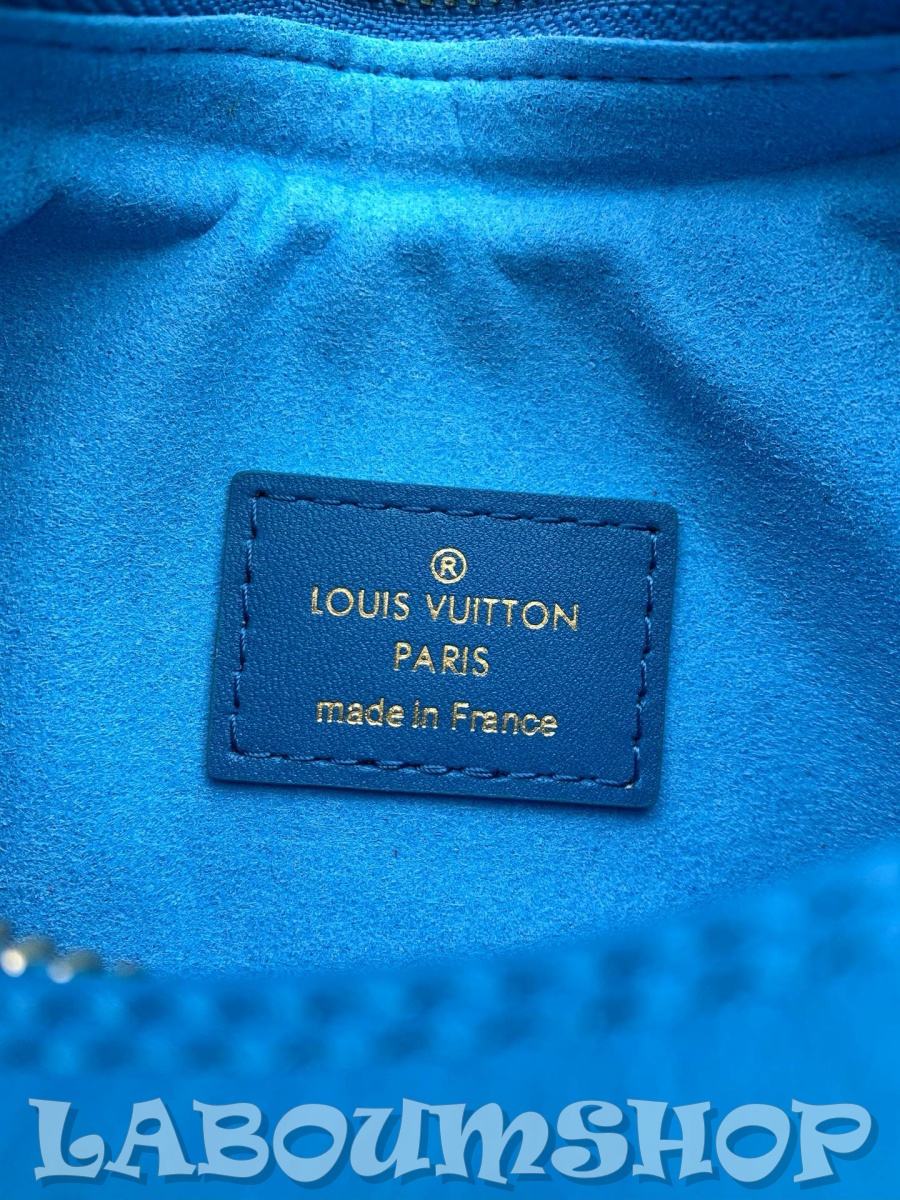 ®
LOUIS VUITTON
PARIS
made in France
LABOUMSHOP